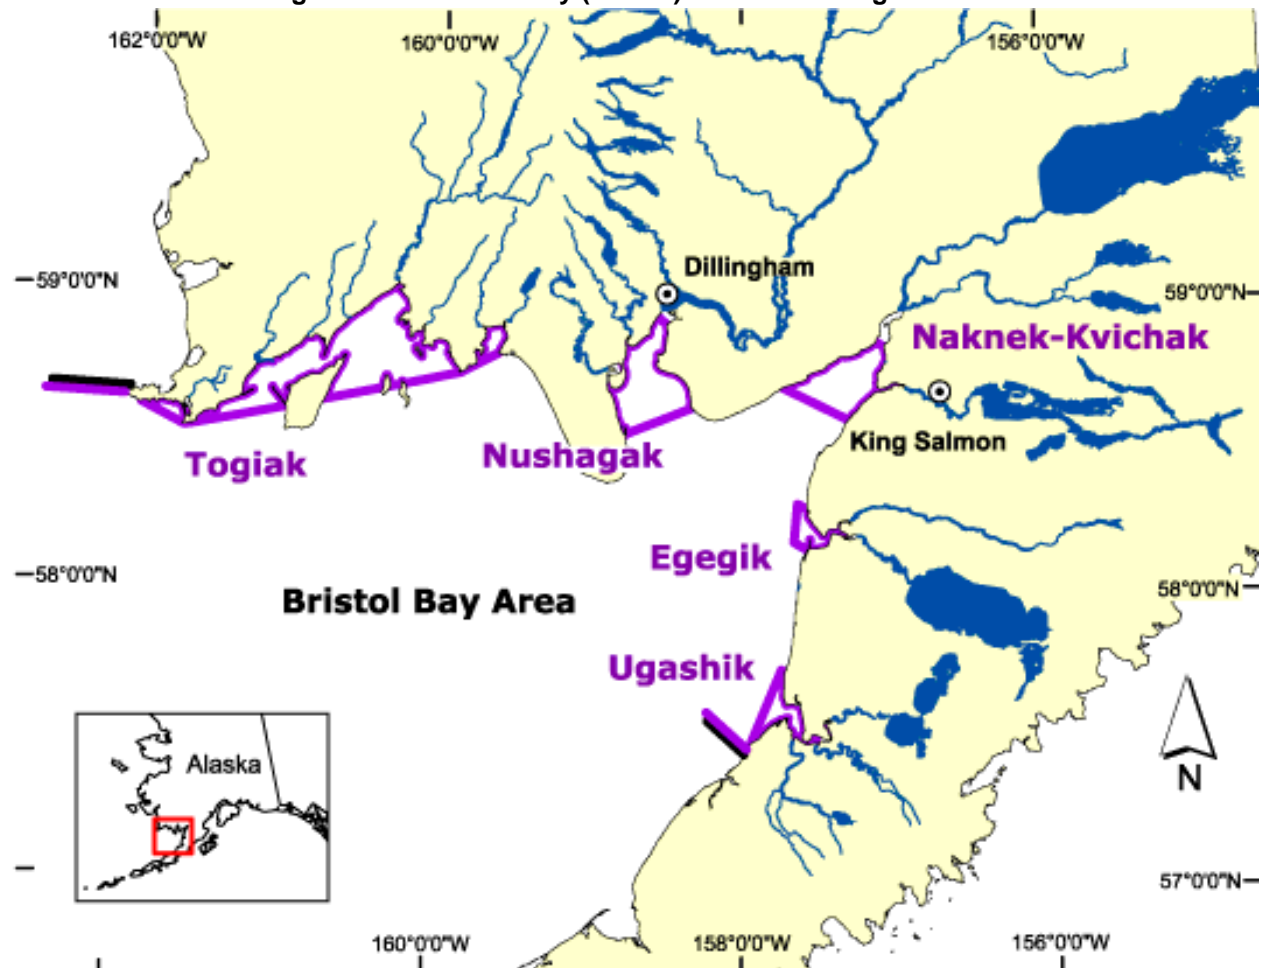 162°0'0"W
160°0'0"W
156°0'0"W
Dillingham
59°0'0"N
59°0'0"N
Naknek-Kvichak
King Salmon
Togiak
Nushagak
Egegik
58°0'0"N
58°0'0"N
Bristol Bay Area
Ugashik
Alaska
N
57°0'0"N
160°0'0"W
158°0'0"W
156°0'0"W